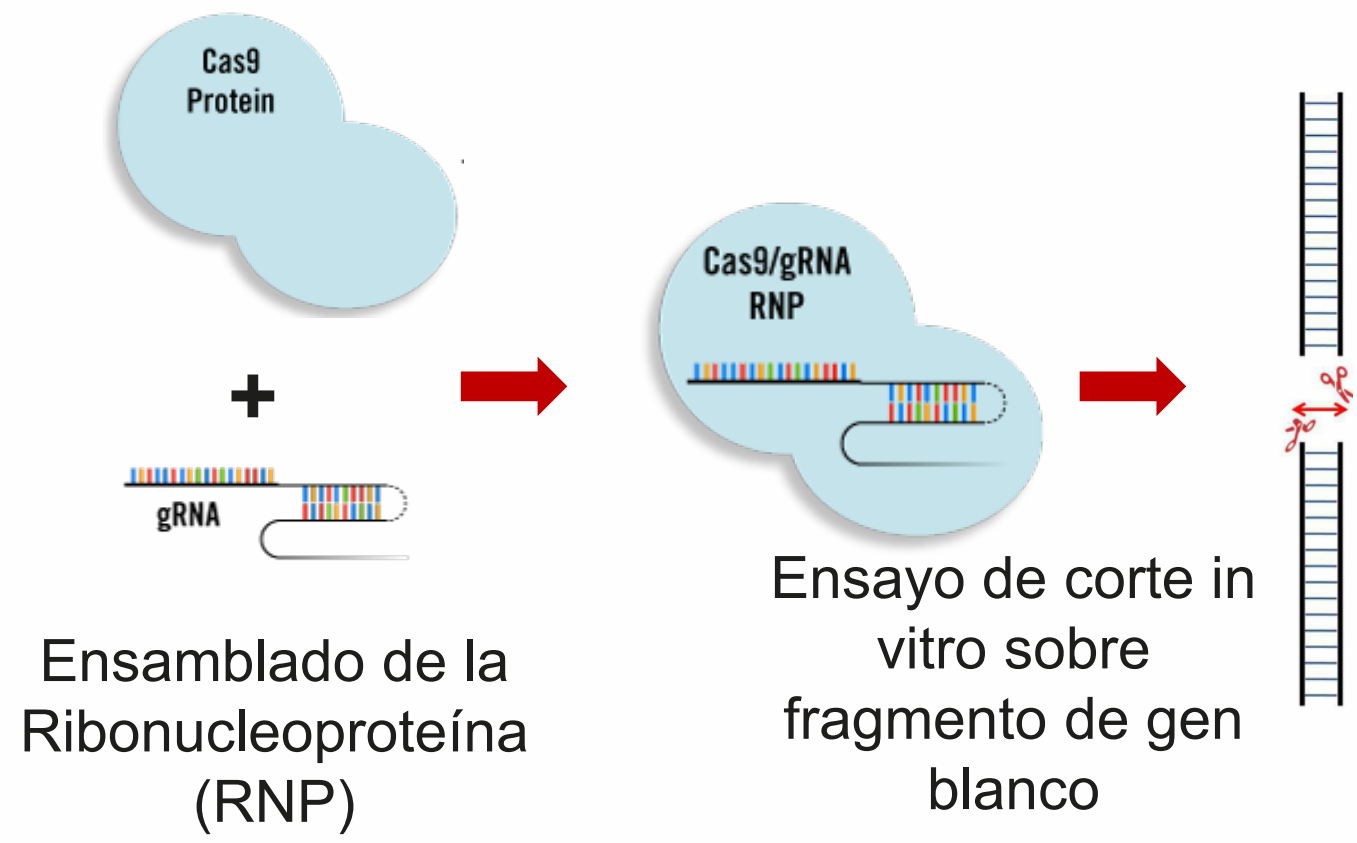 Cas9
Protein
+
gRNA
Ensamblado de la
Ribonucleoproteína
(RNP)
Cas9/gRNA
RNP
Ensayo de corte in
vitro sobre
fragmento de gen
blanco